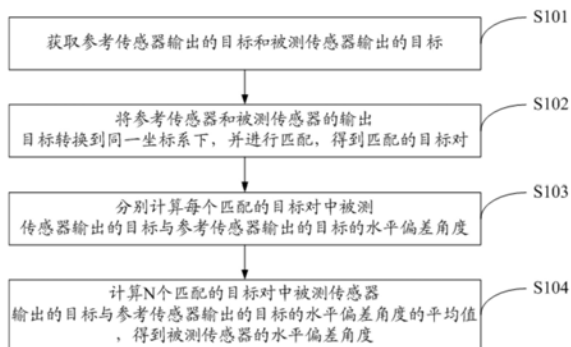 S101
获取参考传感器输出的目标和被测传感器输出的目标
S102
将参考传感器和被测传感器的输出
目标转换到同一坐标系下，并进行匹配，得到匹配的目标对
S103
分别计算每个匹配的目标对中被测
传感器输出的目标与参考传感器输出的目标的水平偏差角度
S104
计算N个匹配的目标对中被测传感器
输出的目标与参考传感器输出的目标的水平偏差角度的平均值
，得到被测传感器的水平偏差角度